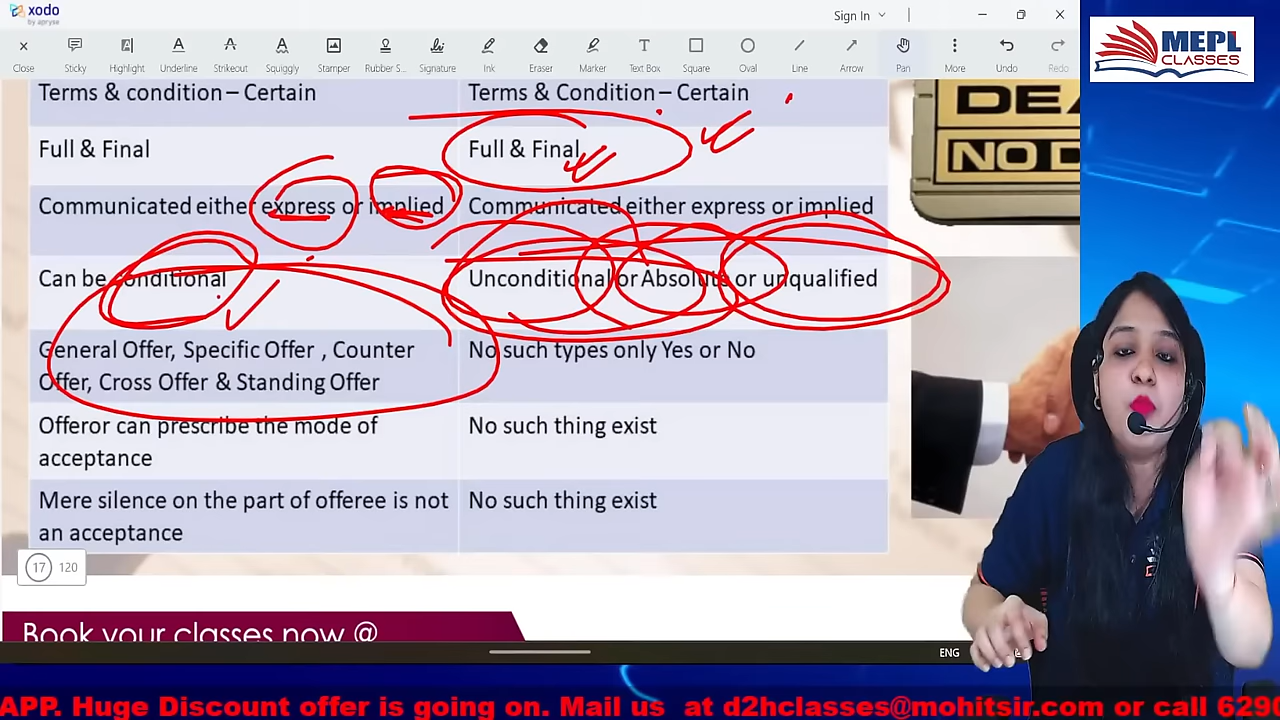 xodo
by apryse
Sign In
Close
Sticky
Highlight
Underline
Strikeout
Squiggly
Stamper
Rubber
Signature
Eraser
Marker
Text Box
Square
Oval
Line
Arrow
Pan
More
Undo
Redo
MEPL
CLASSES
Terms & condition – Certain
Terms & Condition – Certain
Full & Final
Full & Final
Communicated either express or implied
Communicated either express or implied
Can be conditional
Unconditional or Absolute or unqualified
General Offer, Specific Offer , Counter
Offer, Cross Offer & Standing Offer
No such types only Yes or No
Offeror can prescribe the mode of
acceptance
No such thing exist
Mere silence on the part of offeree is not
an acceptance
No such thing exist
17 120
Book your classes now @
ENG
APP. Huge Discount offer is going on. Mail us at d2hclasses@mohitsir.com or call